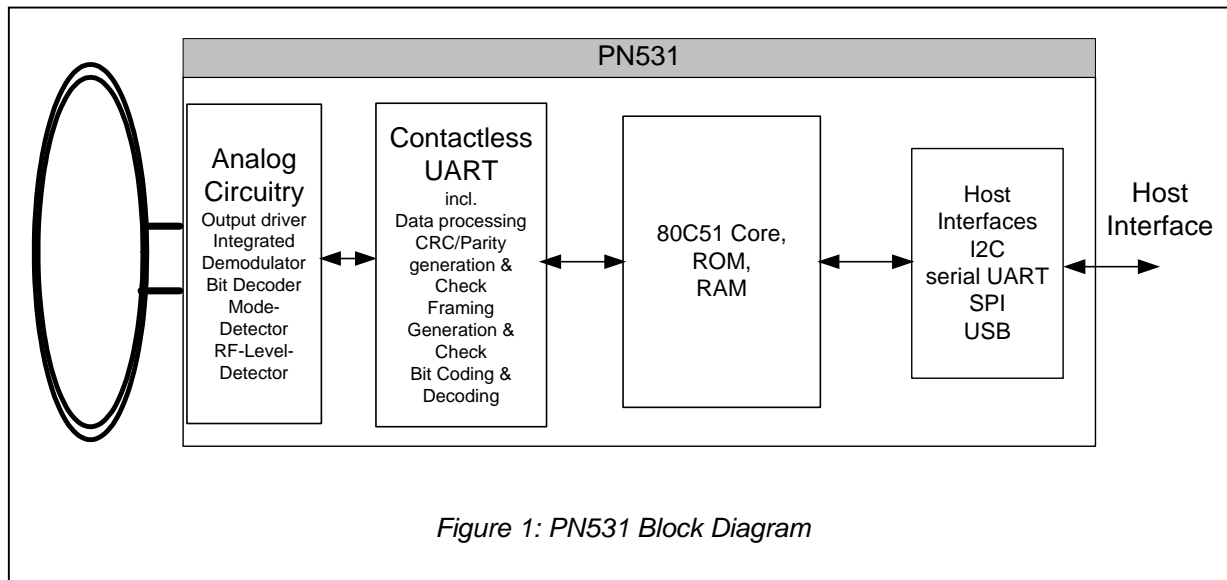 PN531
Analog
Circuitry
Output driver
Integrated
Demodulator
Bit Decoder
Mode-
Detector
RF-Level-
Detector
Contactless
UART
incl.
Data processing
CRC/Parity
generation &
Check
Framing
Generation &
Check
Bit Coding &
Decoding
80C51 Core,
ROM,
RAM
Host
Interfaces
I2C
serial UART
SPI
USB
Host
Interface
Figure 1: PN531 Block Diagram